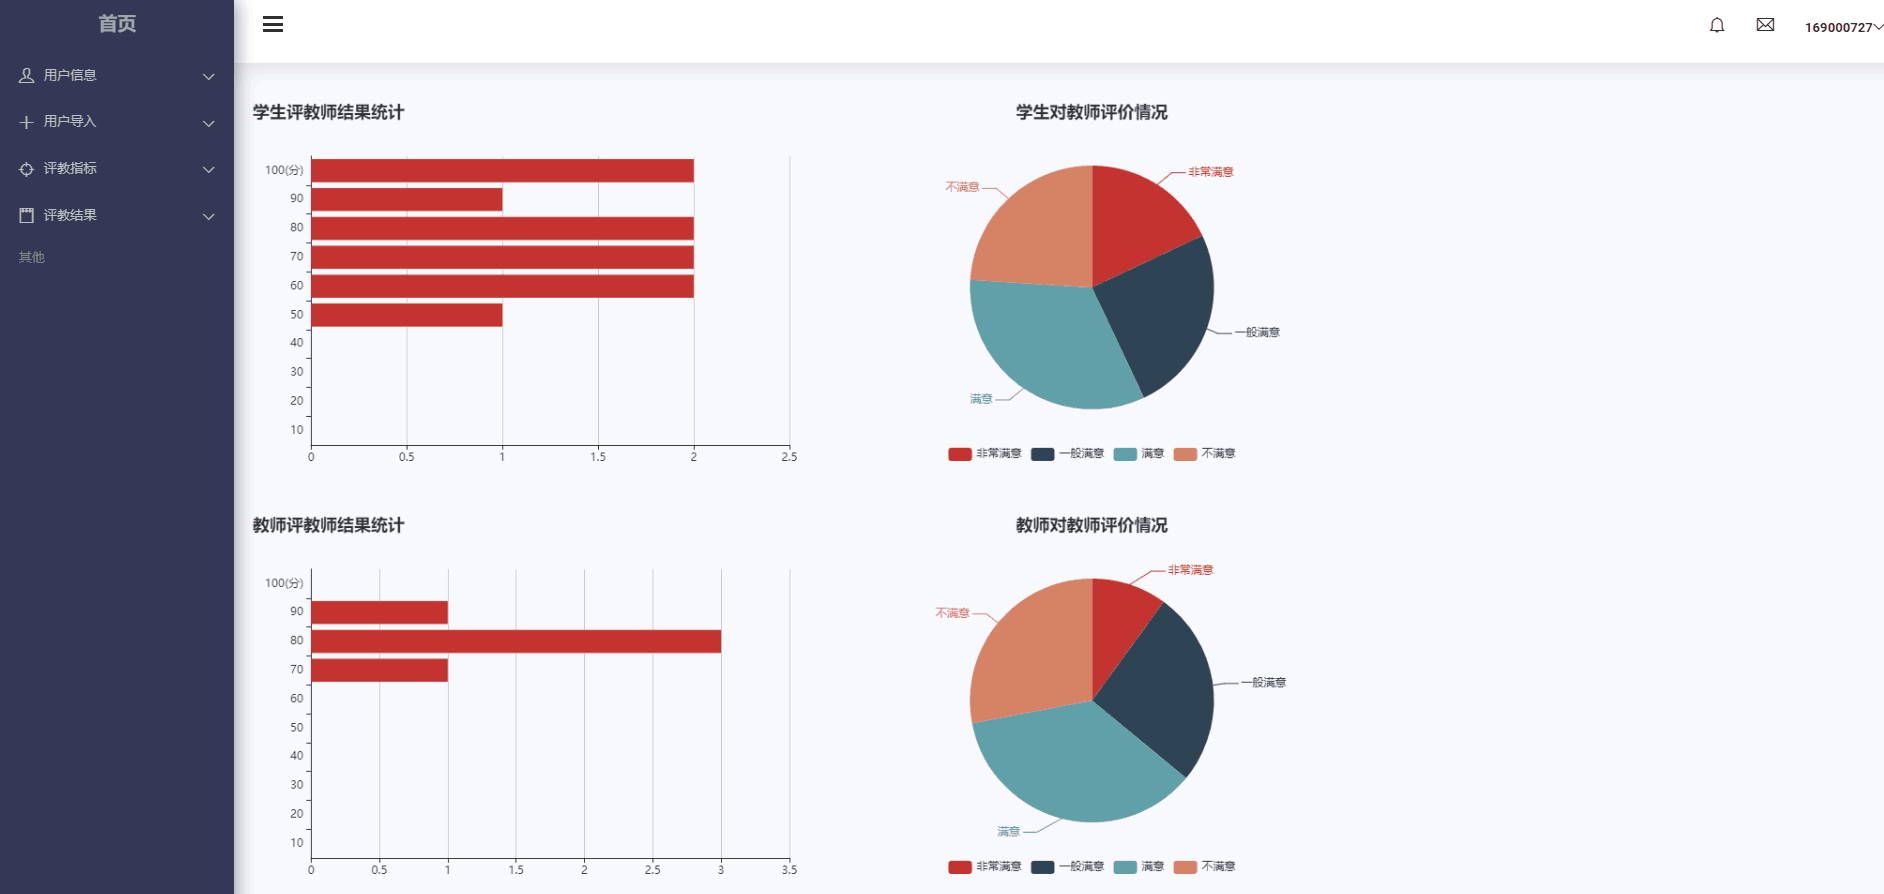 首页
用户信息
用户导入
评教指标
评教结果
其他
169000727
学生评教师结果统计
100(分)
90
80
70
60
50
40
30
20
10
0 0.5 1 1.5 2 2.5
学生对教师评价情况
非常满意
不满意
一般满意
满意
非常满意 一般满意 满意 不满意
教师评教师结果统计
100(分)
90
80
70
60
50
40
30
20
10
0 0.5 1 1.5 2 2.5 3 3.5
教师对教师评价情况
非常满意
不满意
一般满意
满意
非常满意 一般满意 满意 不满意